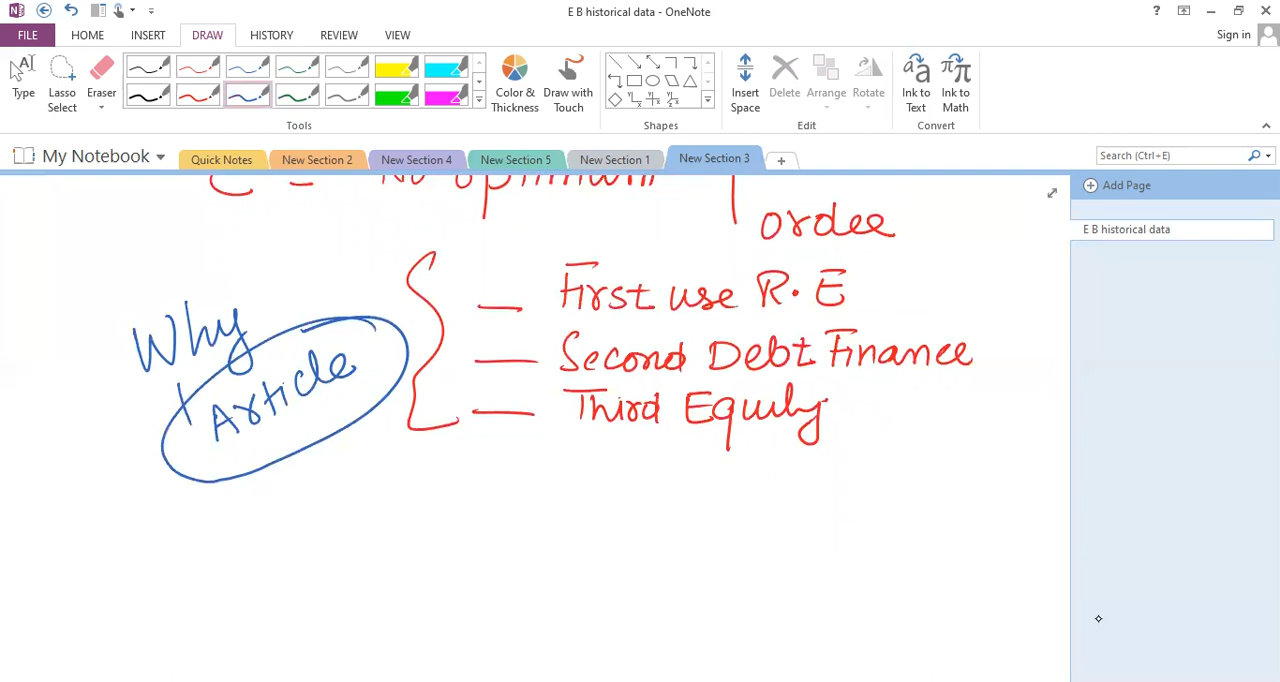 E B historical data - OneNote
?
Sign in
FILE HOME INSERT DRAW HISTORY REVIEW VIEW
Type
Lasso Select
Eraser
Color & Thickness
Draw with Touch
Insert Space
Delete
Arrange
Rotate
Ink to Text
Ink to Math
Tools
Shapes
Edit
Convert
My Notebook
Quick Notes
New Section 2
New Section 4
New Section 5
New Section 1
New Section 3
Search (Ctrl+E)
Add Page
E B historical data
C = No optimum
ordee
First use R.E
Second Debt Finance
Third Equity
Why
Article